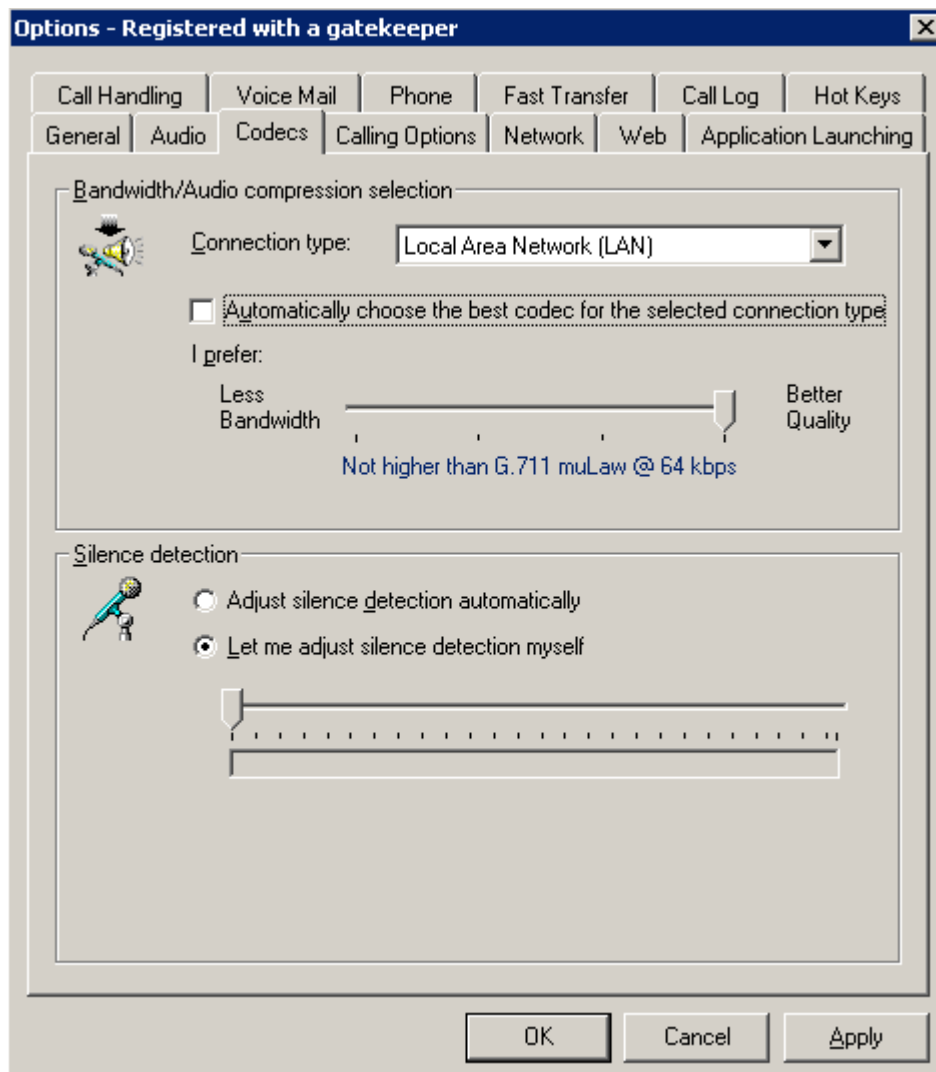 Options - Registered with a gatekeeper
Call Handling Voice Mail Phone Fast Transfer Call Log Hot Keys
General Audio Codecs Calling Options Network Web Application Launching
Bandwidth/Audio compression selection
Connection type: Local Area Network (LAN)
Automatically choose the best codec for the selected connection type
I prefer:
Less Better
Bandwidth Quality
Not higher than G.711 muLaw @ 64 kbps
Silence detection
Adjust silence detection automatically
Let me adjust silence detection myself
OK Cancel Apply